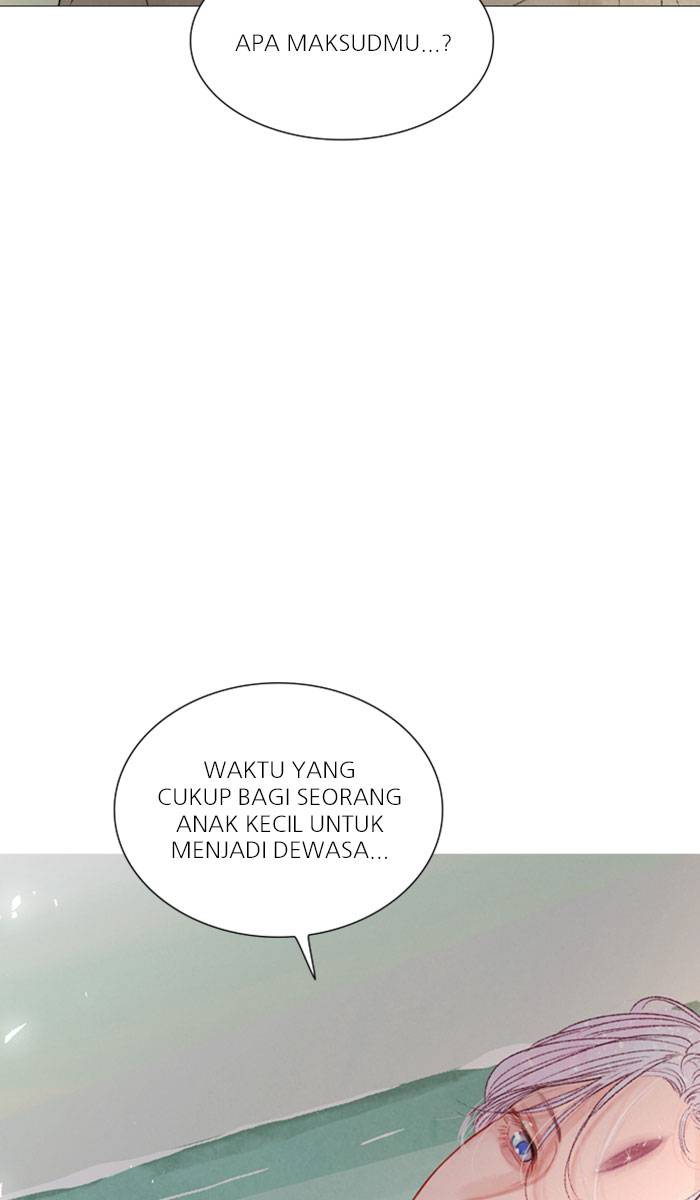 APA MAKSUDMU...?
WAKTU YANG
CUKUP BAGI SEORANG
ANAK KECIL UNTUK
MENJADI DEWASA...